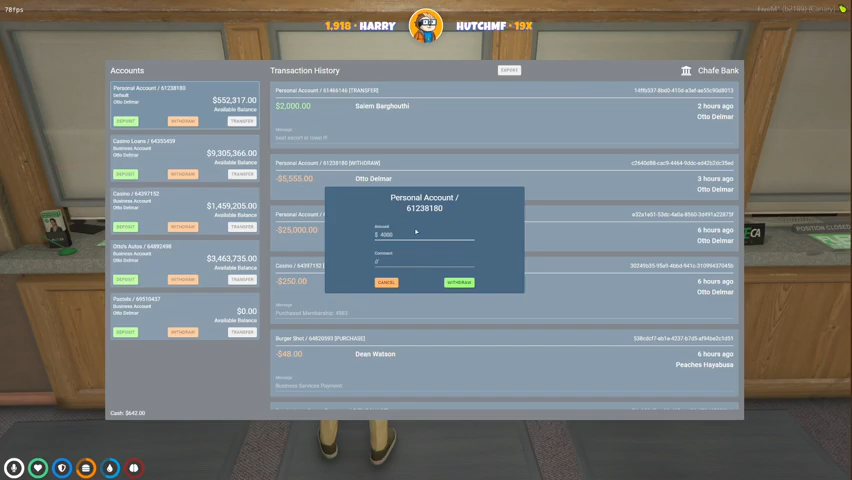 78fps
1,918 · HARRY
HUTCHMF · 19X
Accounts
Transaction History
EXPORT
Chafe Bank
Personal Account / 61238180
Default
Otto Delmar
$552,317.00
Available Balance
DEPOSIT
WITHDRAW
TRANSFER
Casino Loans / 64355459
Business Account
Otto Delmar
$9,305,366.00
Available Balance
DEPOSIT
WITHDRAW
TRANSFER
Casino / 64397152
Business Account
Otto Delmar
$1,459,205.00
Available Balance
DEPOSIT
WITHDRAW
TRANSFER
Otto's Autos / 64892498
Business Account
Otto Delmar
$3,463,735.00
Available Balance
DEPOSIT
WITHDRAW
TRANSFER
Pastels / 69510437
Business Account
Otto Delmar
$0.00
Available Balance
DEPOSIT
WITHDRAW
TRANSFER
Cash: $642.00
Personal Account / 61466146 [TRANSFER]
$2,000.00
Salem Barghouthi
2 hours ago
Otto Delmar
Message
Personal Account / 61238180 [WITHDRAW]
-$5,555.00
Otto Delmar
3 hours ago
Otto Delmar
Personal
-$25,000.00
6 hours ago
Otto Delmar
Casino / 64397152
-$250.00
6 hours ago
Otto Delmar
Message
Purchased Membership: 4983
Burger Shot / 64820593 [PURCHASE]
-$48.00
Dean Watson
6 hours ago
Peaches Hayabusa
Message
Business Services Payment
Personal Account /
61238180
Amount
$ 4000
Comment
CANCEL
WITHDRAW
POSITION CLOSED